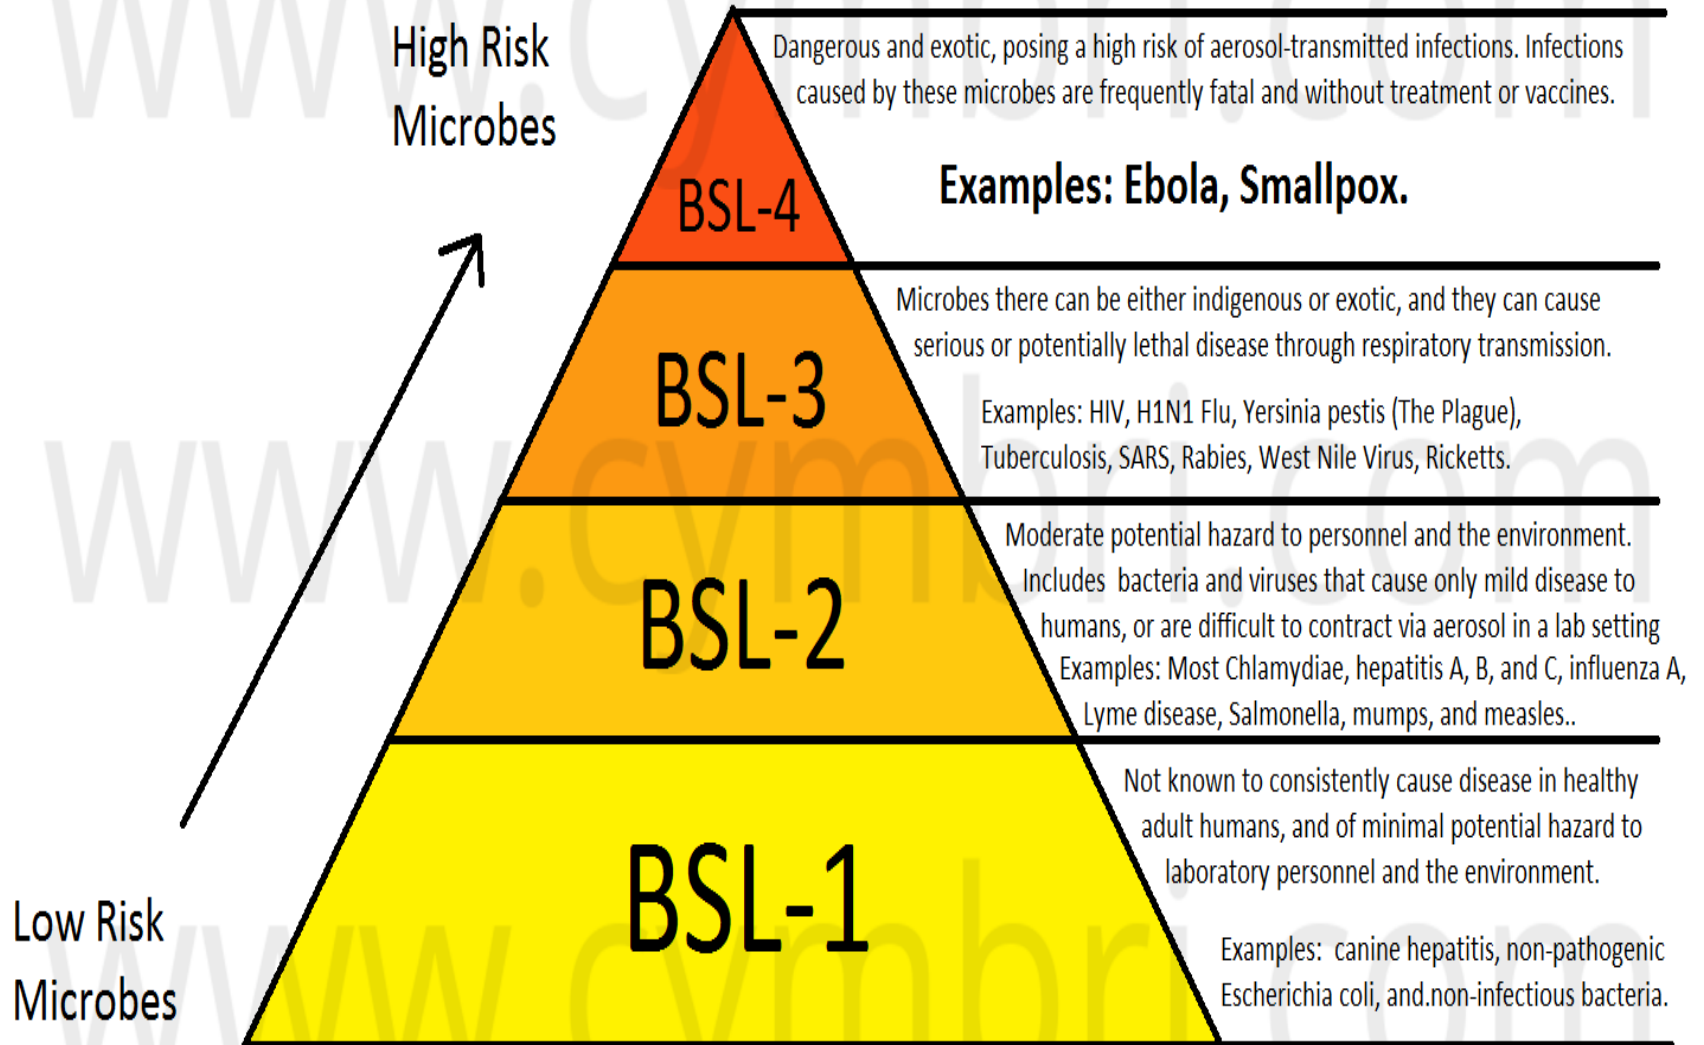 High Risk
Microbes
Dangerous and exotic, posing a high risk of aerosol-transmitted infections. Infections
caused by these microbes are frequently fatal and without treatment or vaccines.
Examples: Ebola, Smallpox.
BSL-4
Microbes there can be either indigenous or exotic, and they can cause
serious or potentially lethal disease through respiratory transmission.
Examples: HIV, H1N1 Flu, Yersinia pestis (The Plague),
Tuberculosis, SARS, Rabies, West Nile Virus, Ricketts.
BSL-3
Moderate potential hazard to personnel and the environment.
Includes  bacteria and viruses that cause only mild disease to
humans, or are difficult to contract via aerosol in a lab setting
Examples: Most Chlamydiae, hepatitis A, B, and C, influenza A,
Lyme disease, Salmonella, mumps, and measles..
BSL-2
Not known to consistently cause disease in healthy
adult humans, and of minimal potential hazard to
laboratory personnel and the environment.
Examples:  canine hepatitis, non-pathogenic
Escherichia coli, and.non-infectious bacteria.
BSL-1
Low Risk
Microbes
www.cymbri.com
www.cymbri.com
www.cymbri.com